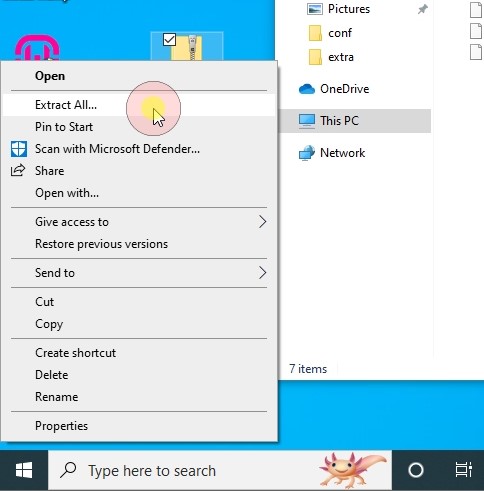 Pictures
conf
extra
OneDrive
This PC
Network
7 items
Open
Extract All...
Pin to Start
Scan with Microsoft Defender...
Share
Open with...
Give access to
Restore previous versions
Send to
Cut
Copy
Create shortcut
Delete
Rename
Properties
Type here to search